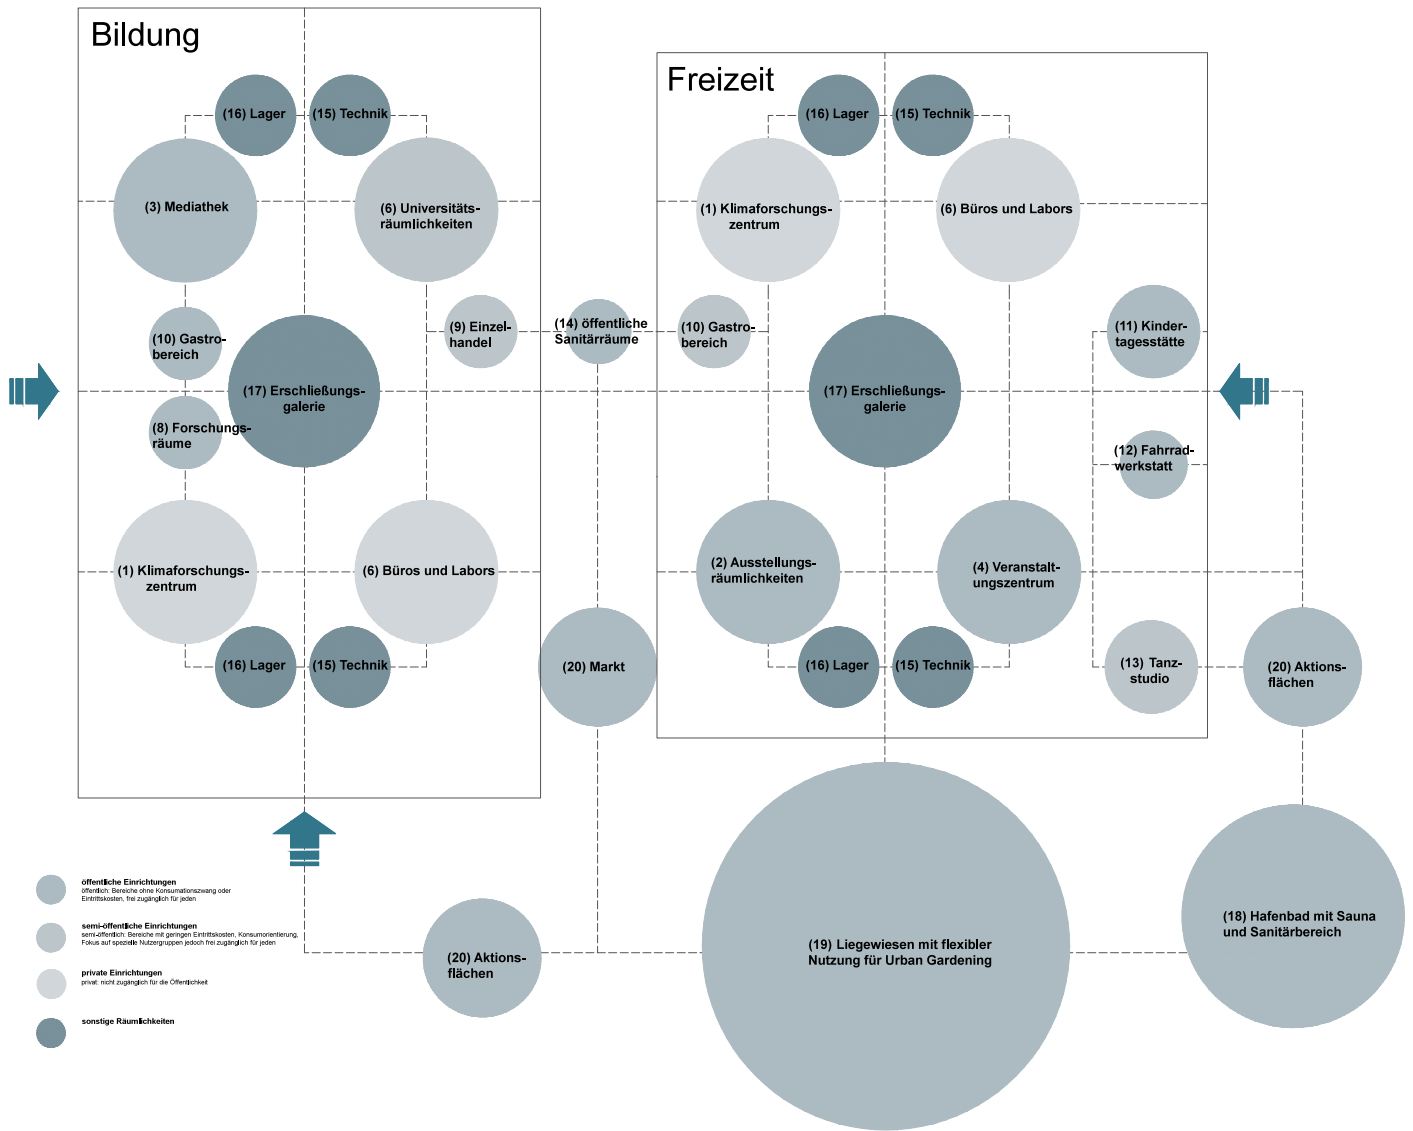 Bildung
(16) Lager
(15) Technik
(3) Mediathek
(6) Universitäts-
räumlichkeiten
(10) Gastro-
bereich
(9) Einzel-
handel
(17) Erschließungs-
galerie
(8) Forschungs-
räume
(1) Klimaforschungs-
zentrum
(6) Büros und Labors
(16) Lager
(15) Technik
(14) öffentliche
Sanitärräume
(20) Markt
Freizeit
(16) Lager
(15) Technik
(1) Klimaforschungs-
zentrum
(6) Büros und Labors
(10) Gastro-
bereich
(11) Kinder-
tagesstätte
(17) Erschließungs-
galerie
(12) Fahrrad-
werkstatt
(2) Ausstellungs-
räumlichkeiten
(4) Veranstalt-
ungszentrum
(16) Lager
(15) Technik
(13) Tanz-
studio
(20) Aktions-
flächen
(18) Hafenbad mit Sauna
und Sanitärbereich
(19) Liegewiesen mit flexibler
Nutzung für Urban Gardening
(20) Aktions-
flächen
öffentliche Einrichtungen
öffentlich: Bereiche ohne Konsumationszwang oder
Eintrittskosten, frei zugänglich für jeden
semi-öffentliche Einrichtungen
semi-öffentlich: Bereiche mit geringen Eintrittskosten, Konsumorientierung,
Fokus auf spezielle Nutzergruppen jedoch frei zugänglich für jeden
private Einrichtungen
privat: nicht zugänglich für die Öffentlichkeit
sonstige Räumlichkeiten